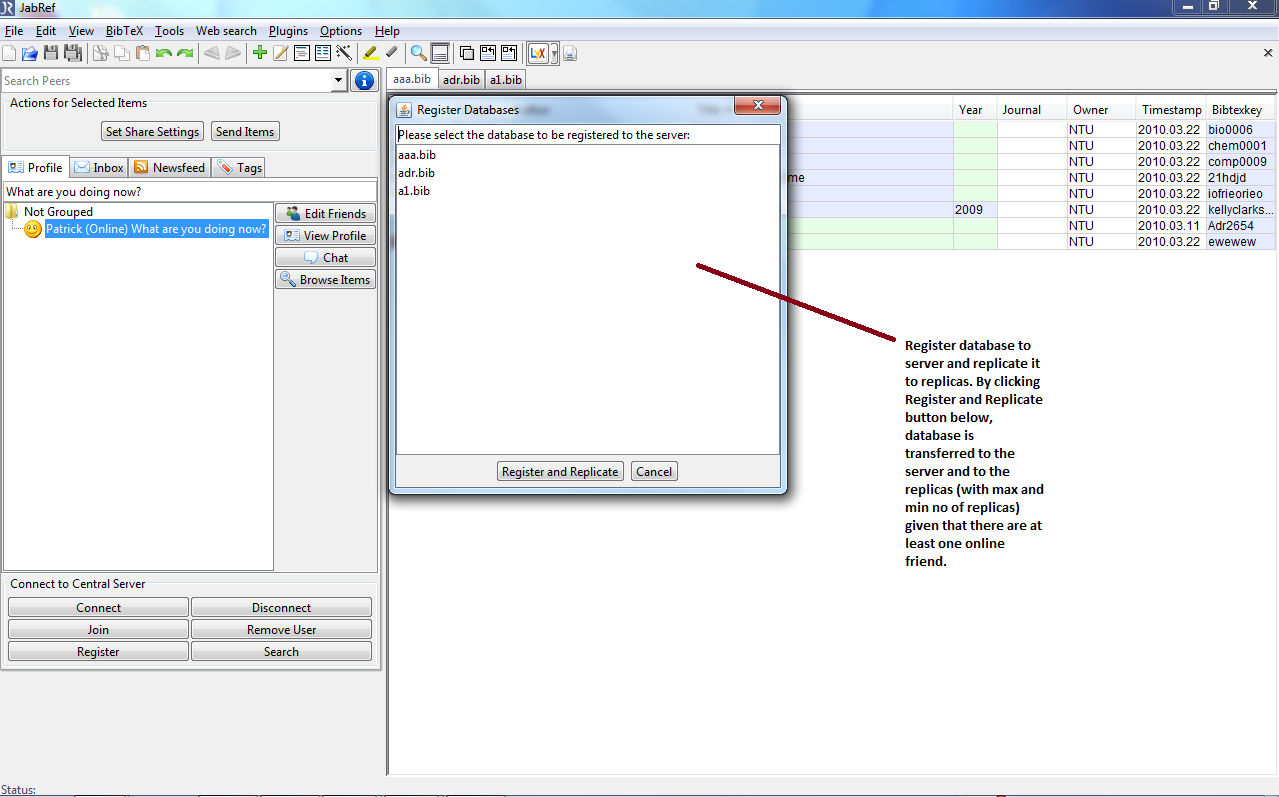 JabRef
File Edit View BibTeX Tools Web search Plugins Options Help
Search Peers
Actions for Selected Items
Set Share Settings Send Items
Profile Inbox Newsfeed Tags
What are you doing now?
Not Grouped
Patrick (Online) What are you doing now?
Edit Friends
View Profile
Chat
Browse Items
Connect to Central Server
Connect Disconnect
Join Remove User
Register Search
Status:
aaa.bib adr.bib a1.bib
Register Databases
Please select the database to be registered to the server:
aaa.bib
adr.bib
a1.bib
Register and Replicate Cancel
Year Journal Owner Timestamp Bibtexkey
NTU 2010.03.22 bio0006
NTU 2010.03.22 chem0001
NTU 2010.03.22 comp0009
me NTU 2010.03.22 21hdjd
NTU 2010.03.22 iofrieorieo
2009 NTU 2010.03.22 kellyclarks...
NTU 2010.03.11 Adr2654
NTU 2010.03.22 ewewew
Register database to
server and replicate it
to replicas. By clicking
Register and Replicate
button below,
database is
transferred to the
server and to the
replicas (with max and
min no of replicas)
given that there are at
least one online
friend.